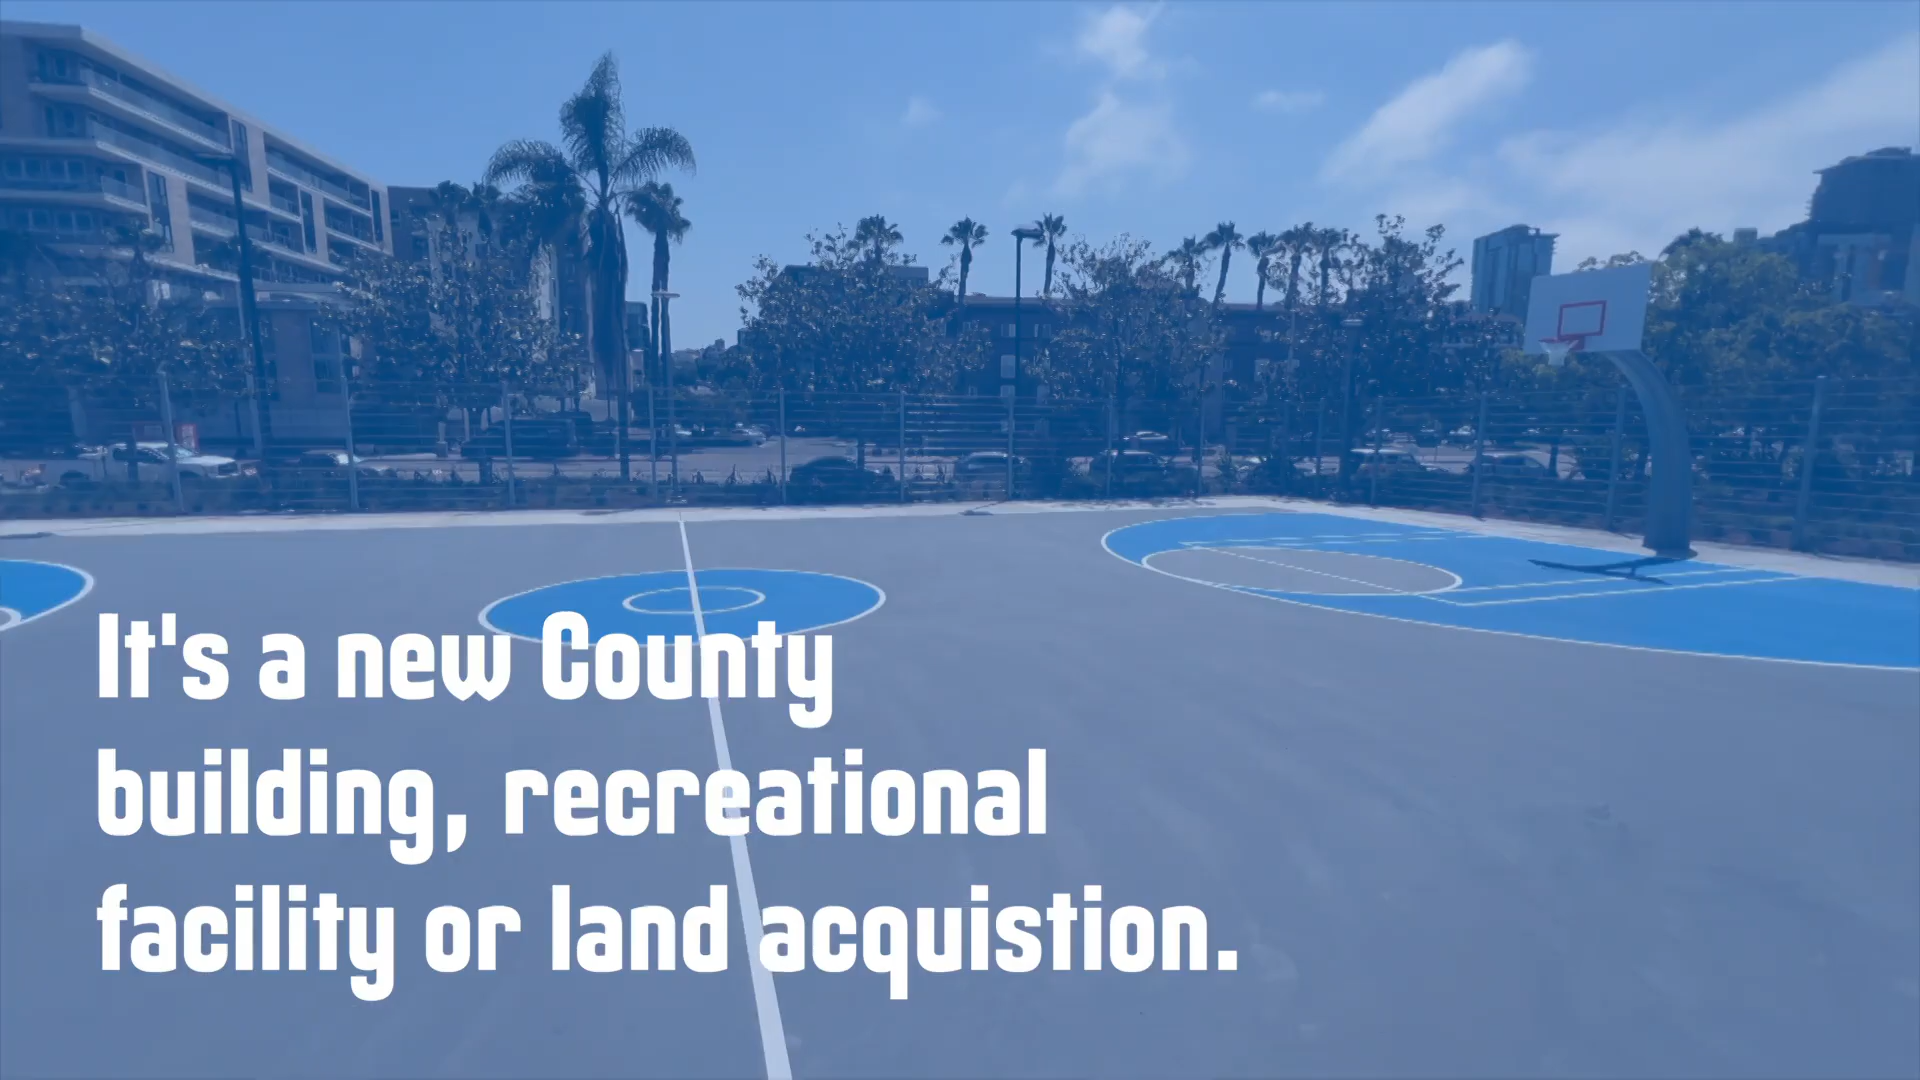 It's a new County
building, recreational
facility or land acquistion.